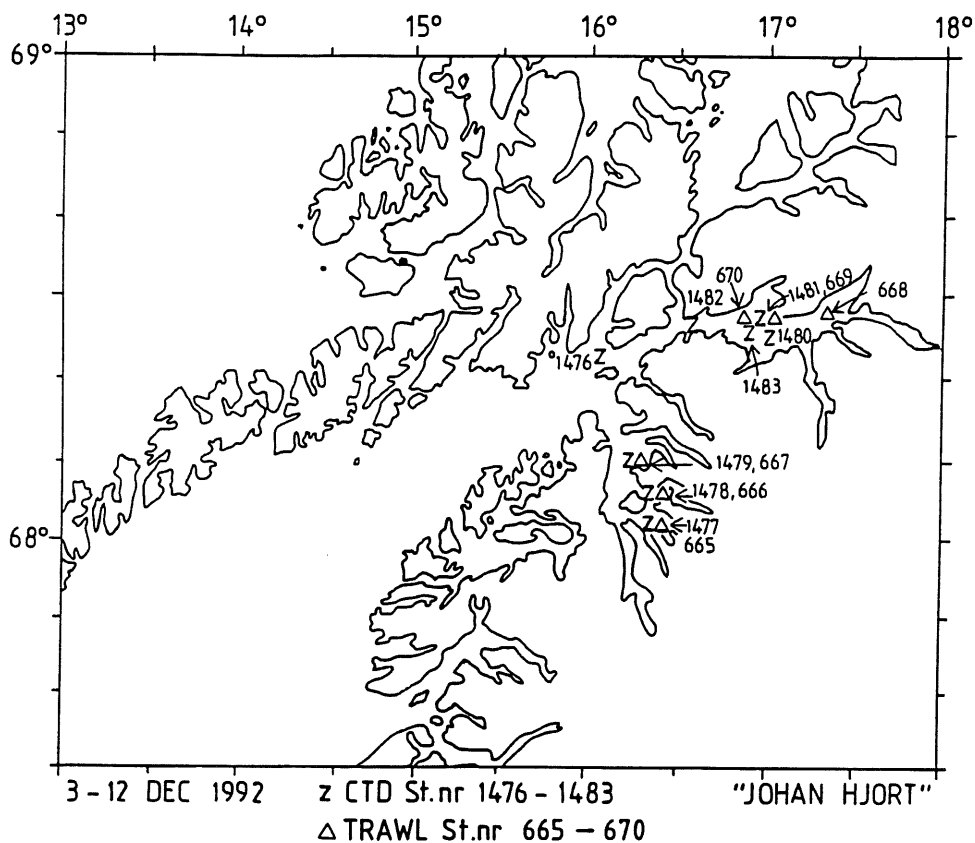 13° 14° 15° 16° 17° 18°
69°
670
1481,669
1482
668
Z
Z 1480
1476 Z
1483
Z 1479,667
Z 1478,666
68°
Z 1477
665
3 – 12 DEC 1992 z CTD St.nr 1476 – 1483 "JOHAN HJORT"
△ TRAWL St.nr 665 – 670